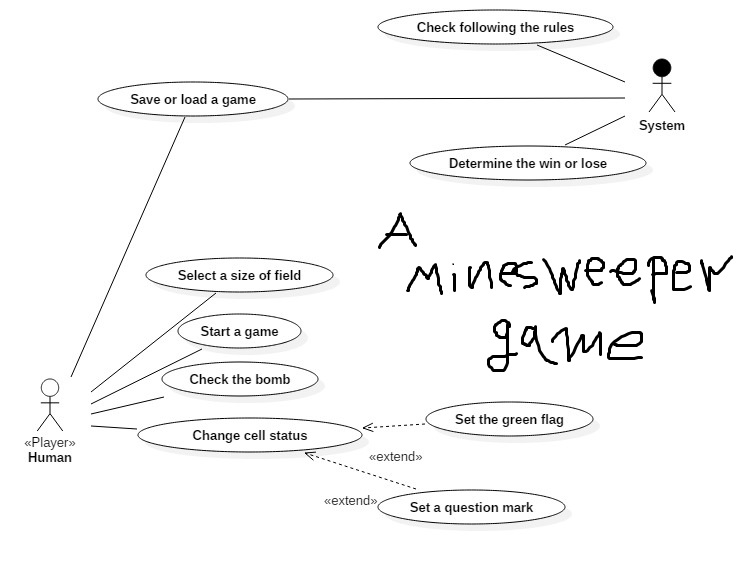 Check following the rules
Save or load a game
System
Determine the win or lose
A
minesweeper
game
Select a size of field
Start a game
Check the bomb
Change cell status
Set the green flag
«Player»
Human
«extend»
«extend»
Set a question mark